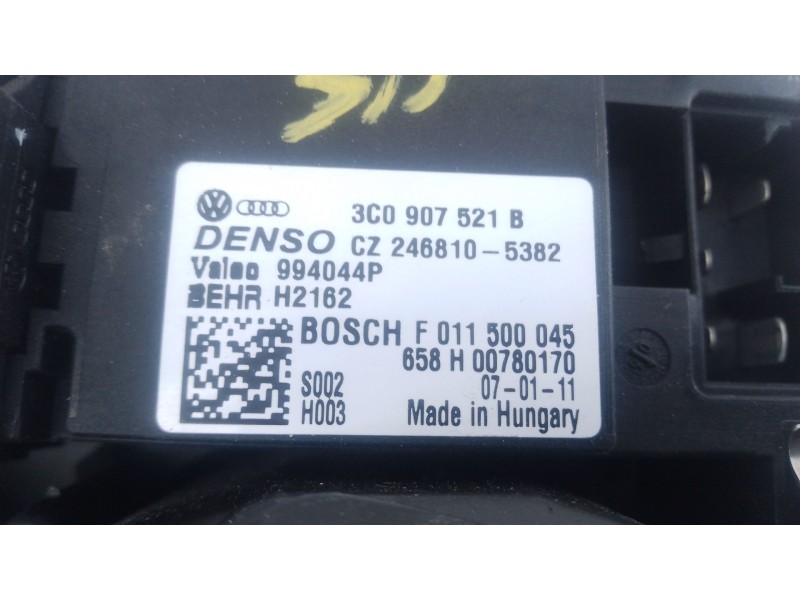 3C0 907 521 B
DENSO CZ 246810-5382
Valeo 994044P
BEHR H2162
BOSCH F 011 500 045
658 H 00780170
S002 07-01-11
H003 Made in Hungary